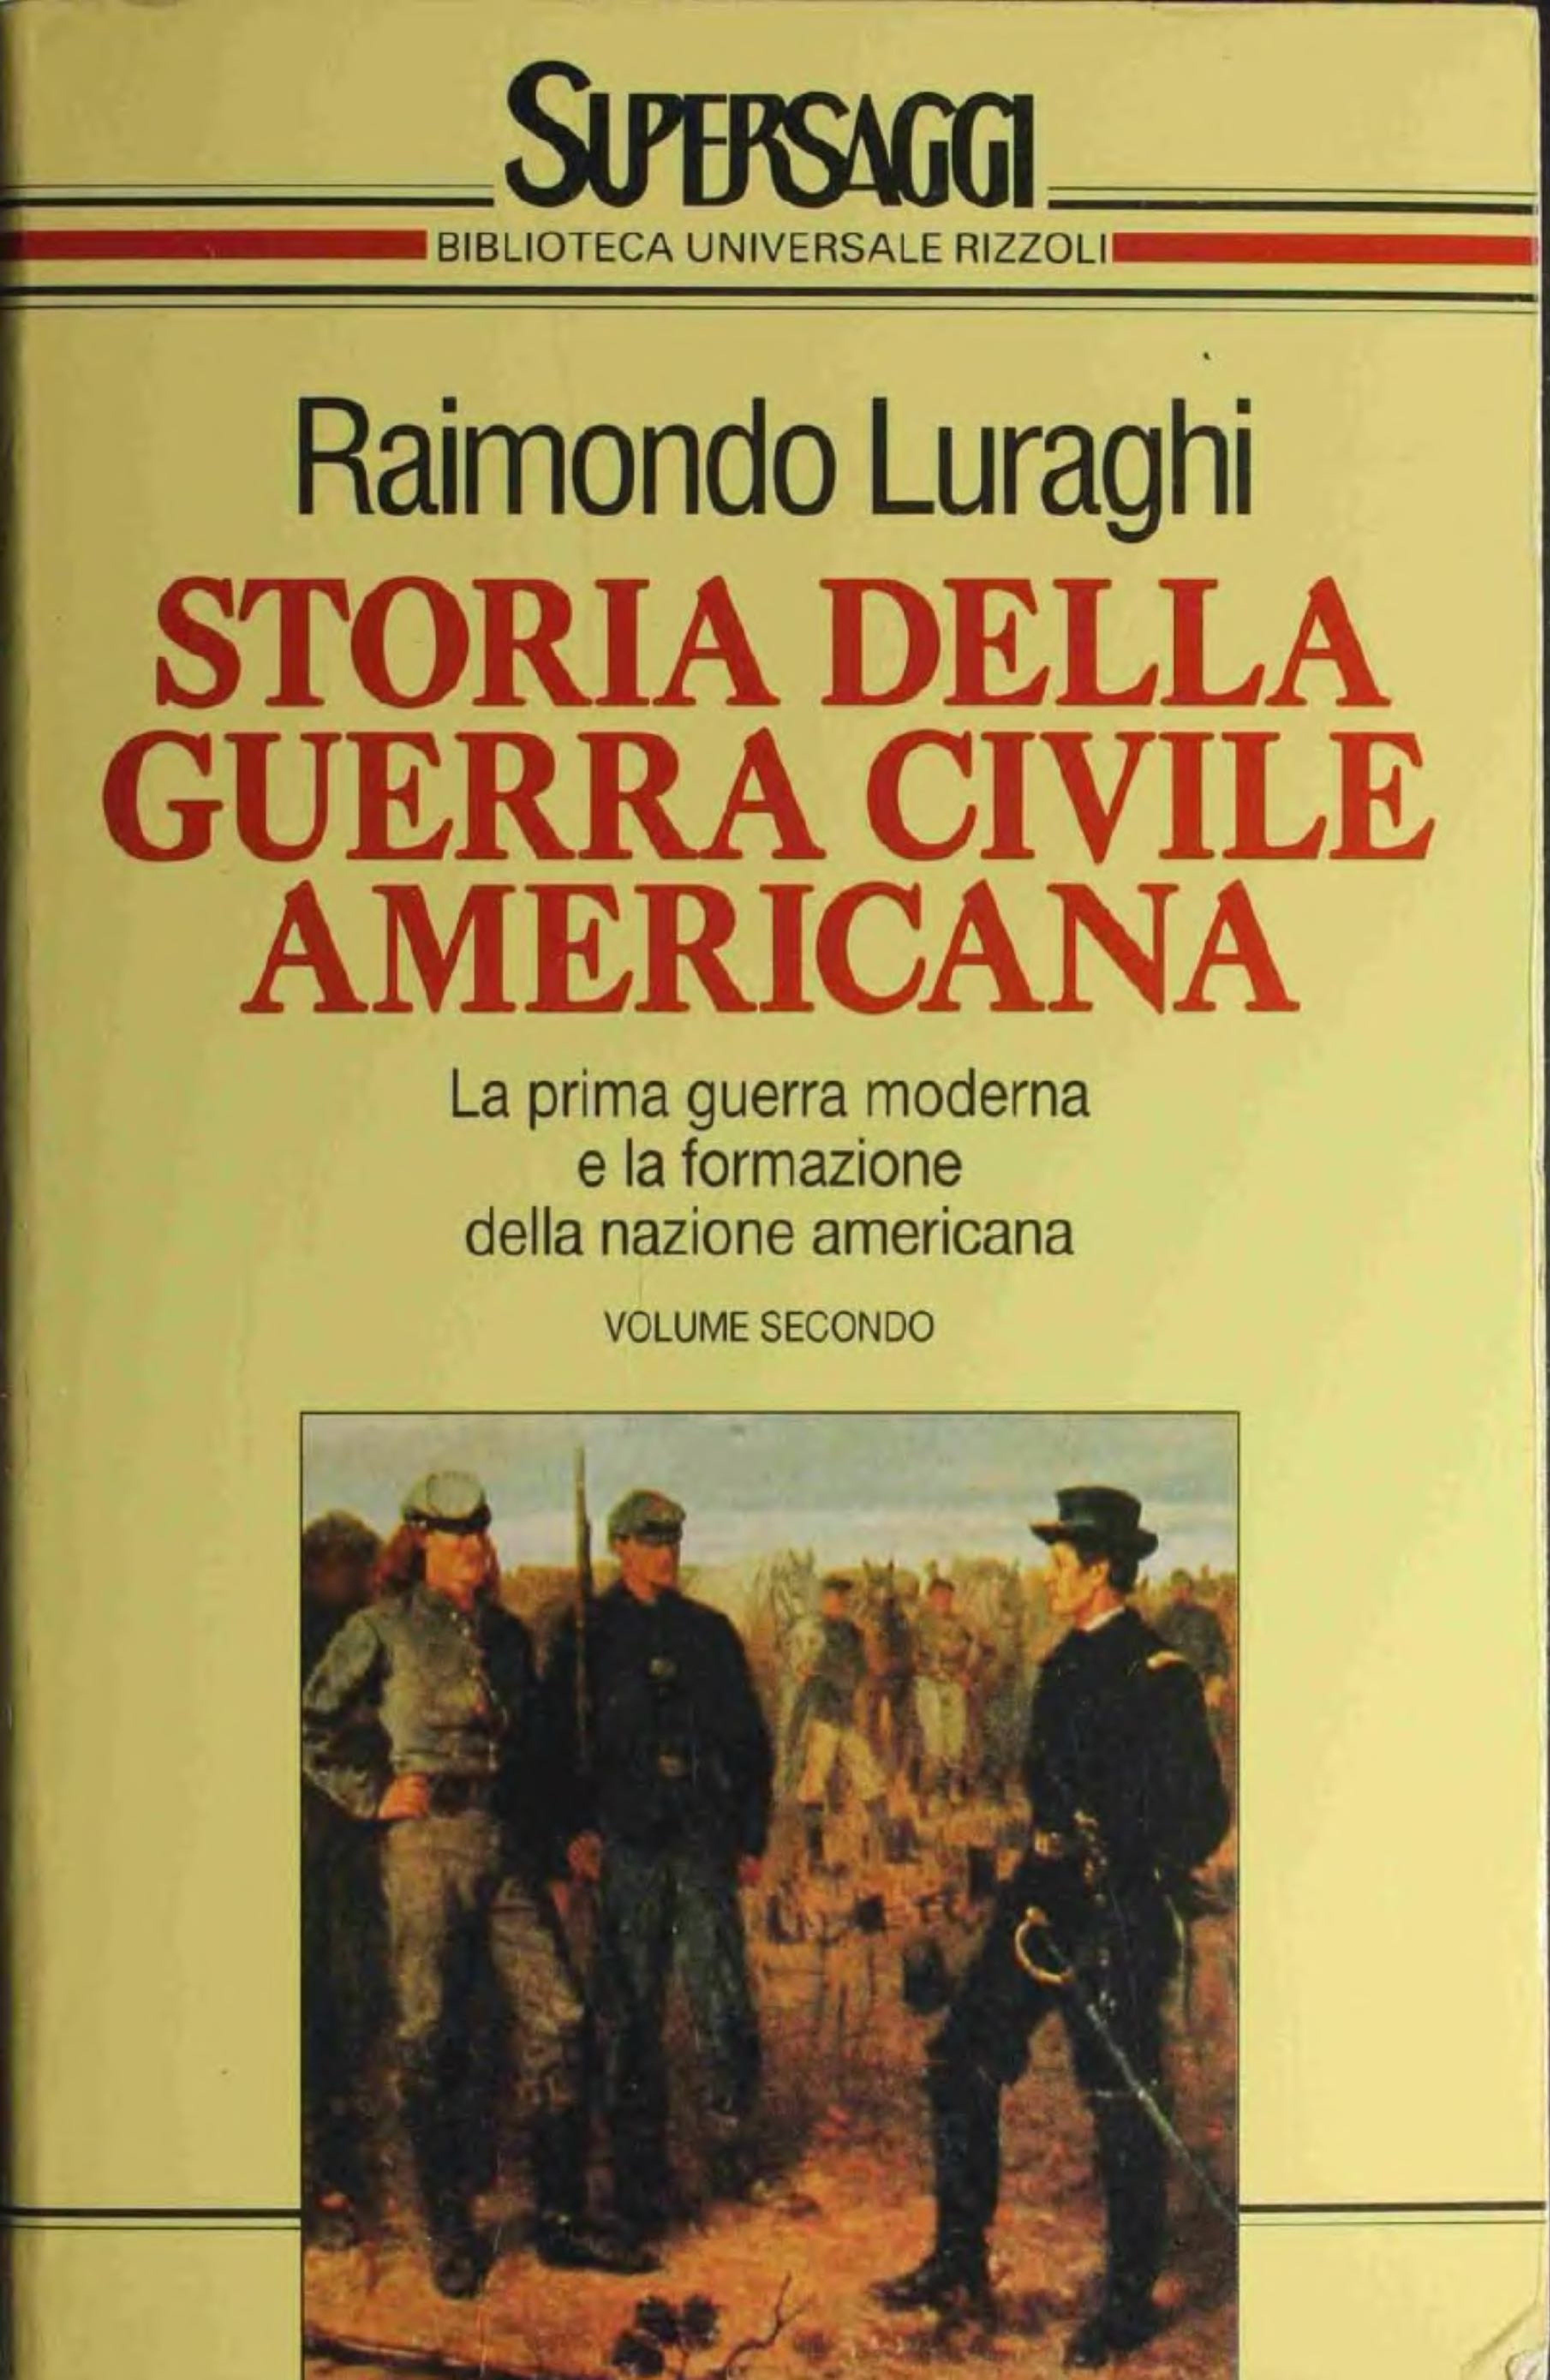 SUPERSAGGI
BIBLIOTECA UNIVERSALE RIZZOLI
Raimondo Luraghi
STORIA DELLA
GUERRA CIVILE
AMERICANA
La prima guerra moderna
e la formazione
della nazione americana
VOLUME SECONDO